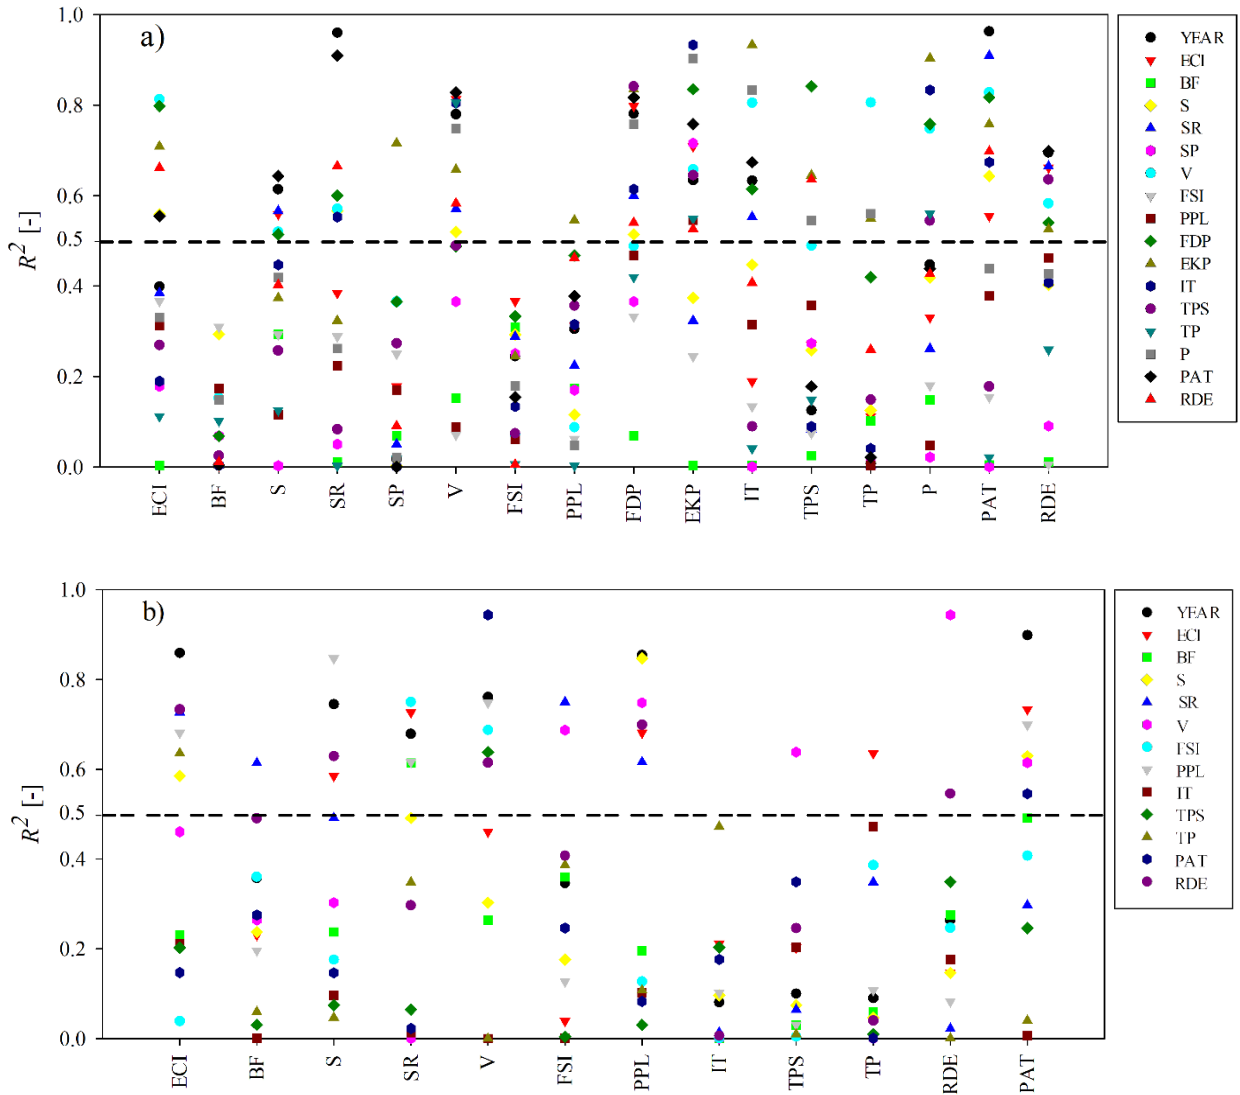 a)
R² [-]
1.0
0.8
0.6
0.5
0.4
0.2
0.0
ECI BF S SR SP V FSI PPL FDP EKP IT TPS TP P PAT RDE
YEAR
ECI
BF
S
SR
SP
V
FSI
PPL
FDP
EKP
IT
TPS
TP
P
PAT
RDE
b)
R² [-]
1.0
0.8
0.6
0.5
0.4
0.2
0.0
ECI BF S SR V FSI PPL IT TPS TP RDE PAT
YEAR
ECI
BF
S
SR
V
FSI
PPL
IT
TPS
TP
PAT
RDE